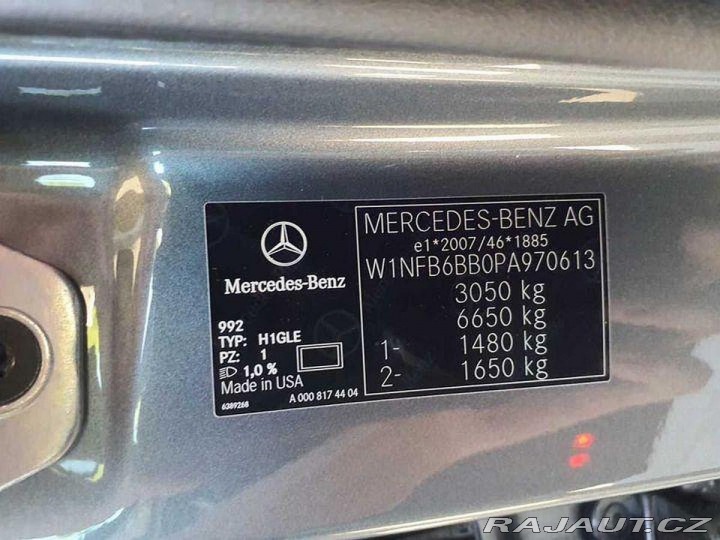 Mercedes-Benz
992
TYP: H1GLE
PZ: 1
1,0 %
Made in USA
6389268
A 000 817 44 04
MERCEDES-BENZ AG
e1*2007/46*1885
W1NFB6BB0PA970613
3050 kg
6650 kg
1- 1480 kg
2- 1650 kg
RAJAUT.CZ